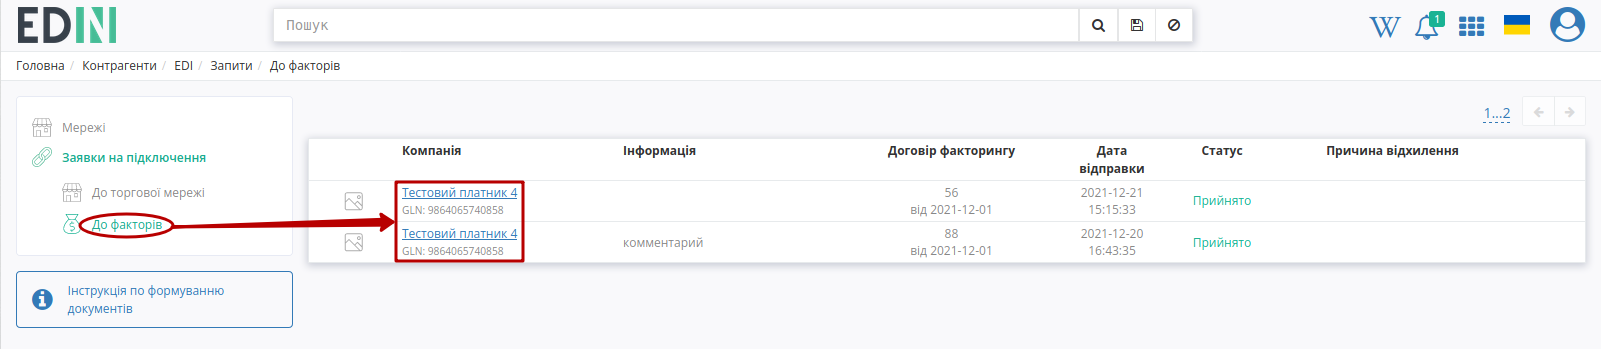 EDIN
Пошук
W
1
Головна / Контрагенти / EDI / Запити / До факторів
Мережі
Заявки на підключення
До торгової мережі
До факторів
Інструкція по формуванню
документів
1...2
Компанія Інформація Договір факторингу Дата
відправки Статус Причина відхилення
Тестовий платник 4
GLN: 9864065740858
56
від 2021-12-01
2021-12-21
15:15:33
Прийнято
Тестовий платник 4
GLN: 9864065740858
комментарий
88
від 2021-12-01
2021-12-20
16:43:35
Прийнято